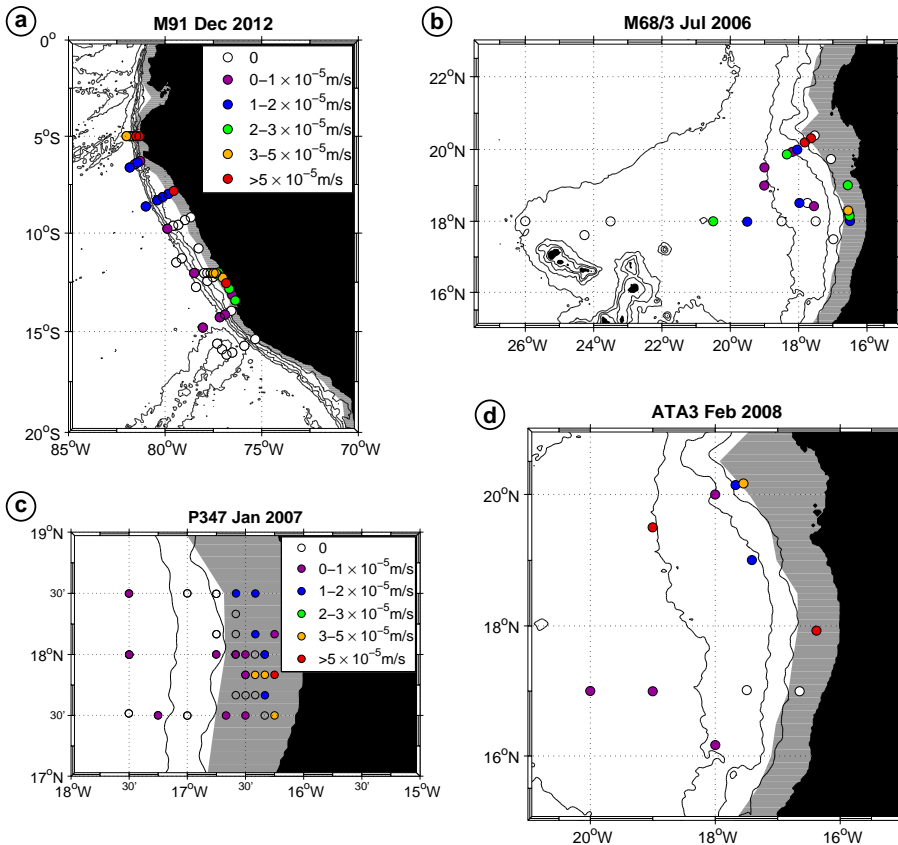 a
M91 Dec 2012
0°
5°S
10°S
15°S
20°S
85°W 80°W 75°W 70°W
0
0–1 × 10⁻⁵m/s
1–2 × 10⁻⁵m/s
2–3 × 10⁻⁵m/s
3–5 × 10⁻⁵m/s
>5 × 10⁻⁵m/s
b
M68/3 Jul 2006
22°N
20°N
18°N
16°N
26°W 24°W 22°W 20°W 18°W 16°W
c
P347 Jan 2007
19°N
30'
18°N
30'
17°N
18°W 30' 17°W 30' 16°W 30' 15°W
0
0–1 × 10⁻⁵m/s
1–2 × 10⁻⁵m/s
2–3 × 10⁻⁵m/s
3–5 × 10⁻⁵m/s
>5 × 10⁻⁵m/s
d
ATA3 Feb 2008
20°N
18°N
16°N
20°W 18°W 16°W